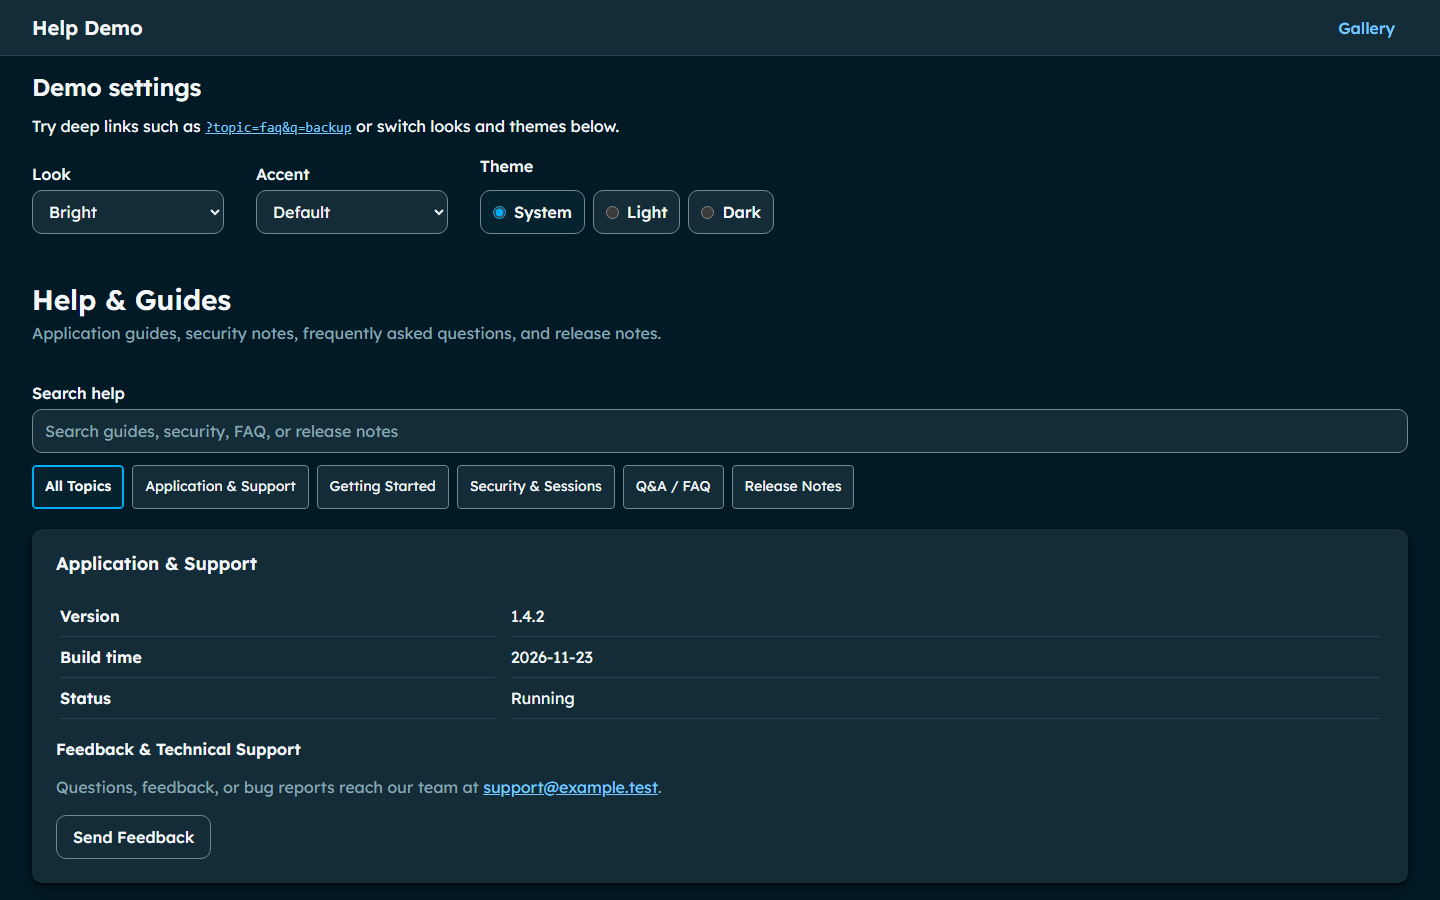 Help Demo
Gallery
Demo settings
Try deep links such as ?topic=faq&q=backup or switch looks and themes below.
Look
Accent
Theme
Bright
Default
System
Light
Dark
Help & Guides
Application guides, security notes, frequently asked questions, and release notes.
Search help
Search guides, security, FAQ, or release notes
All Topics
Application & Support
Getting Started
Security & Sessions
Q&A / FAQ
Release Notes
Application & Support
Version 1.4.2
Build time 2026-11-23
Status Running
Feedback & Technical Support
Questions, feedback, or bug reports reach our team at support@example.test.
Send Feedback